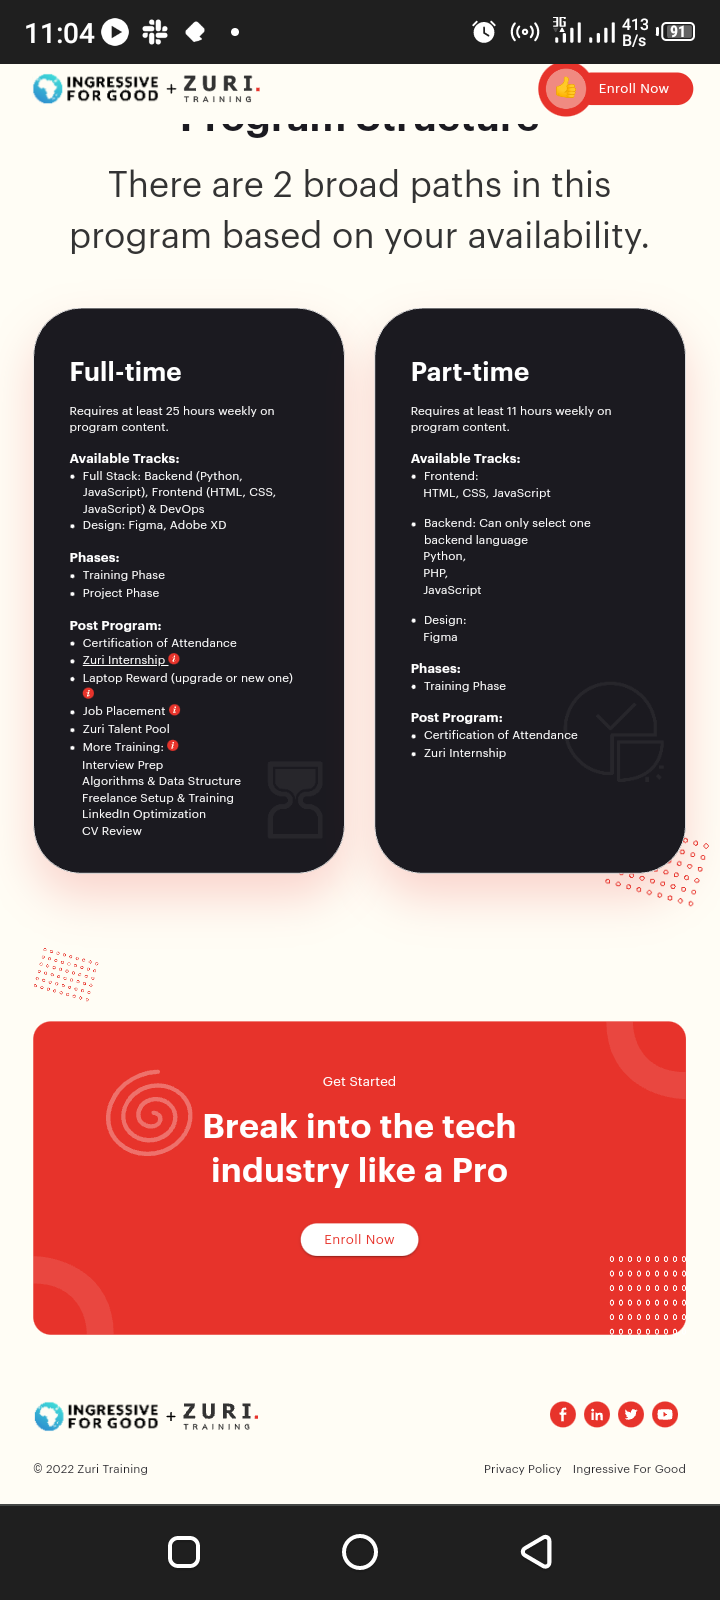 11:04
3G
413
B/s
91
INGRESSIVE
FOR GOOD
+
ZURI.
TRAINING
👍
Enroll Now
Program Structure
There are 2 broad paths in this
program based on your availability.
Full-time
Requires at least 25 hours weekly on
program content.
Available Tracks:
• Full Stack: Backend (Python,
JavaScript), Frontend (HTML, CSS,
JavaScript) & DevOps
• Design: Figma, Adobe XD
Phases:
• Training Phase
• Project Phase
Post Program:
• Certification of Attendance
• Zuri Internship i
• Laptop Reward (upgrade or new one)
i
• Job Placement i
• Zuri Talent Pool
• More Training: i
Interview Prep
Algorithms & Data Structure
Freelance Setup & Training
LinkedIn Optimization
CV Review
Part-time
Requires at least 11 hours weekly on
program content.
Available Tracks:
• Frontend:
HTML, CSS, JavaScript
• Backend: Can only select one
backend language
Python,
PHP,
JavaScript
• Design:
Figma
Phases:
• Training Phase
Post Program:
• Certification of Attendance
• Zuri Internship
Get Started
Break into the tech
industry like a Pro
Enroll Now
INGRESSIVE
FOR GOOD
+
ZURI.
TRAINING
© 2022 Zuri Training
Privacy Policy Ingressive For Good